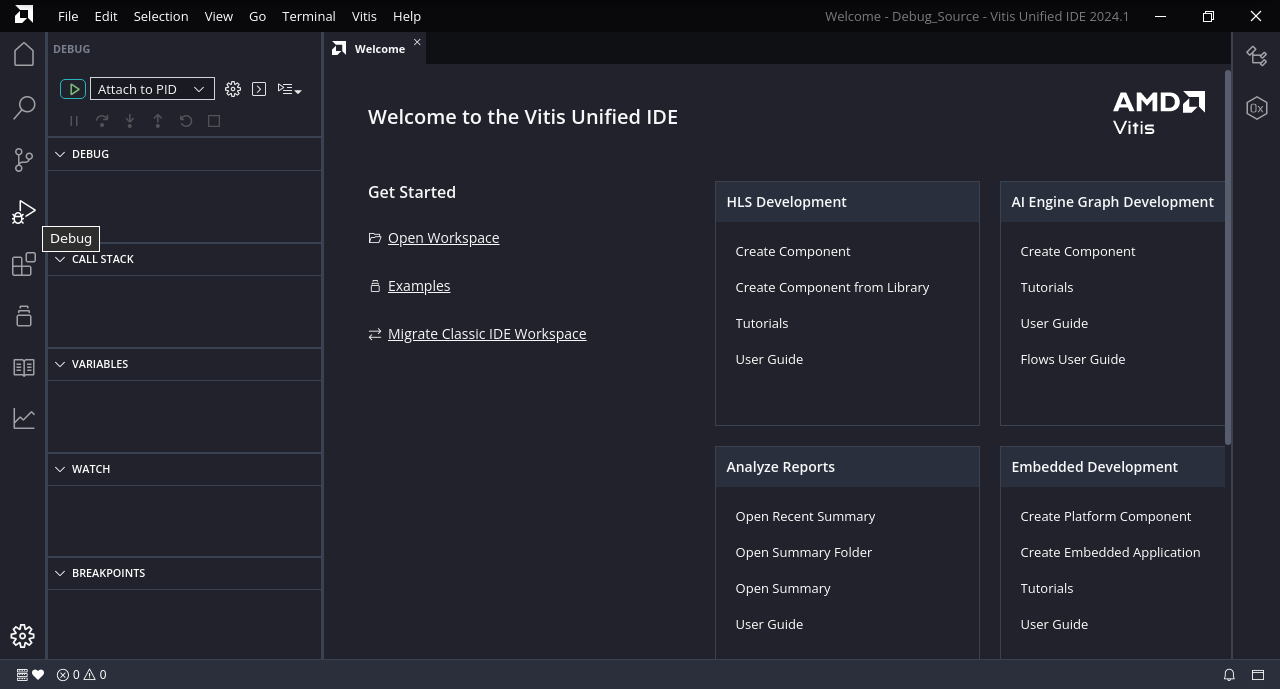 File Edit Selection View Go Terminal Vitis Help
Welcome - Debug_Source - Vitis Unified IDE 2024.1
DEBUG
Welcome
Attach to PID
DEBUG
Debug
CALL STACK
VARIABLES
WATCH
BREAKPOINTS
Welcome to the Vitis Unified IDE
AMD
Vitis
Get Started
Open Workspace
Examples
Migrate Classic IDE Workspace
HLS Development
Create Component
Create Component from Library
Tutorials
User Guide
AI Engine Graph Development
Create Component
Tutorials
User Guide
Flows User Guide
Analyze Reports
Open Recent Summary
Open Summary Folder
Open Summary
User Guide
Embedded Development
Create Platform Component
Create Embedded Application
Tutorials
User Guide
0x
0 0